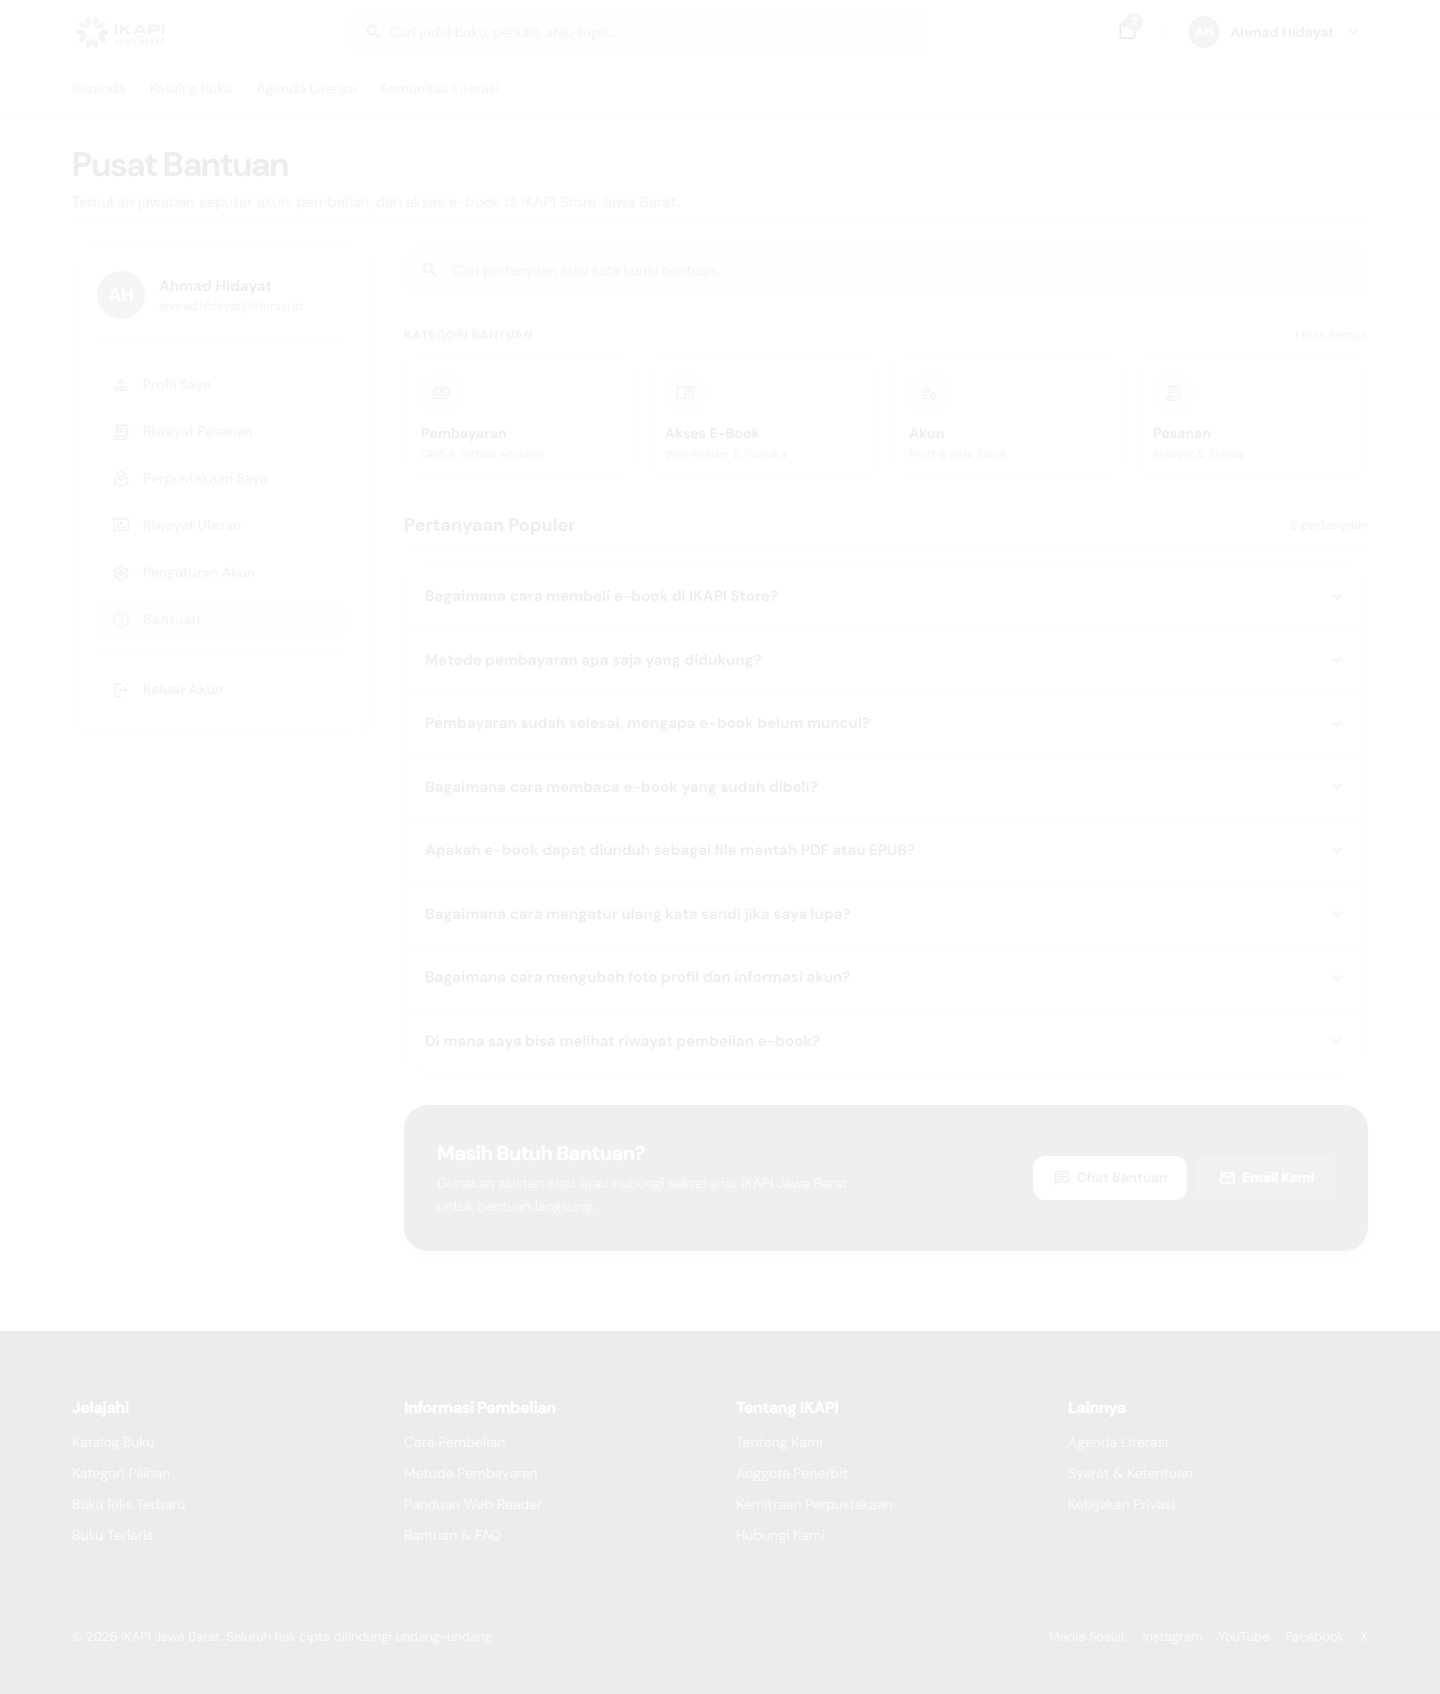 IKAPI
JAWA BARAT
Cari judul buku, penulis, atau topik...
2
AH
Ahmad Hidayat
Beranda
Katalog Buku
Agenda Literasi
Komunitas Literasi
Pusat Bantuan
Temukan jawaban seputar akun, pembelian, dan akses e-book di IKAPI Store Jawa Barat.
AH
Ahmad Hidayat
ahmad.hidayat@literasi.id
Profil Saya
Riwayat Pesanan
Perpustakaan Saya
Riwayat Ulasan
Pengaturan Akun
Bantuan
Keluar Akun
Cari pertanyaan atau kata kunci bantuan...
KATEGORI BANTUAN
Lihat Semua
Pembayaran
QRIS & Virtual Account
Akses E-Book
Web Reader & Pustaka
Akun
Profil & Kata Sandi
Pesanan
Riwayat & Status
Pertanyaan Populer
8 pertanyaan
Bagaimana cara membeli e-book di IKAPI Store?
Metode pembayaran apa saja yang didukung?
Pembayaran sudah selesai, mengapa e-book belum muncul?
Bagaimana cara membaca e-book yang sudah dibeli?
Apakah e-book dapat diunduh sebagai file mentah PDF atau EPUB?
Bagaimana cara mengatur ulang kata sandi jika saya lupa?
Bagaimana cara mengubah foto profil dan informasi akun?
Di mana saya bisa melihat riwayat pembelian e-book?
Masih Butuh Bantuan?
Gunakan asisten chat atau hubungi sekretariat IKAPI Jawa Barat
untuk bantuan langsung.
Chat Bantuan
Email Kami
Jelajahi
Katalog Buku
Kategori Pilihan
Buku Rilis Terbaru
Buku Terlaris
Informasi Pembelian
Cara Pembelian
Metode Pembayaran
Panduan Web Reader
Bantuan & FAQ
Tentang IKAPI
Tentang Kami
Anggota Penerbit
Kemitraan Perpustakaan
Hubungi Kami
Lainnya
Agenda Literasi
Syarat & Ketentuan
Kebijakan Privasi
© 2026 IKAPI Jawa Barat. Seluruh hak cipta dilindungi undang-undang.
Media Sosial:
Instagram
YouTube
Facebook
X